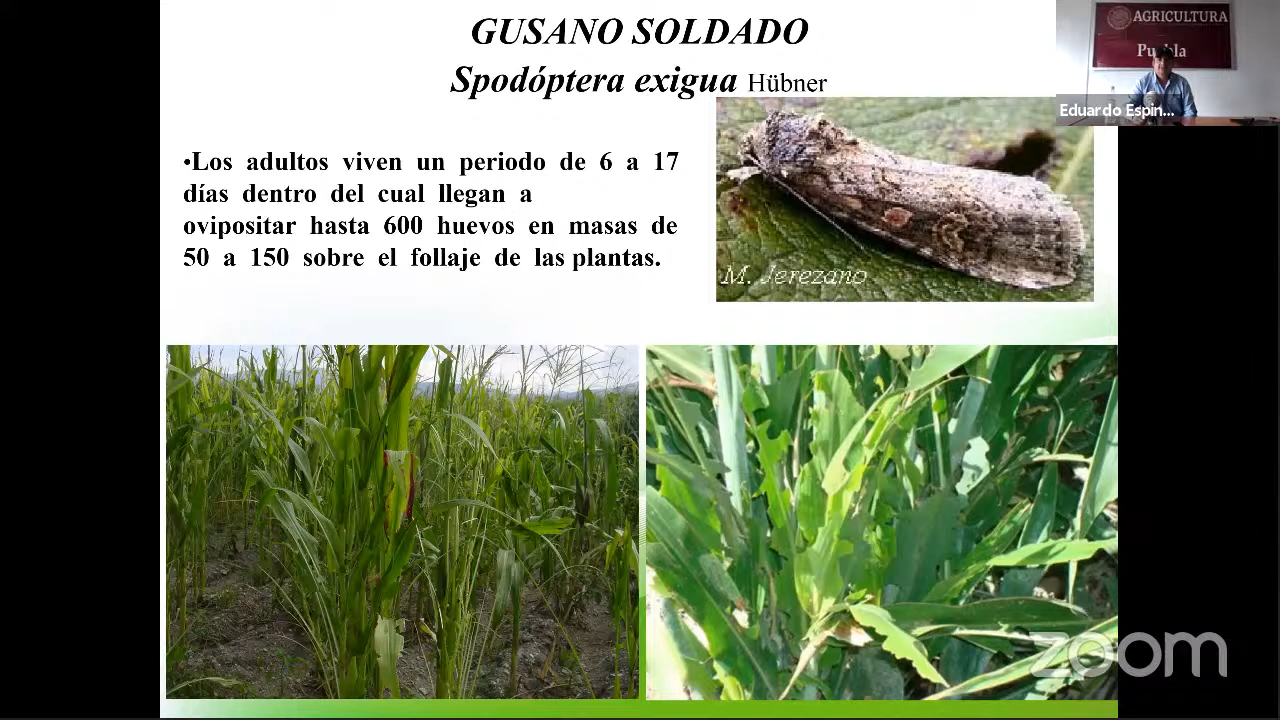 GUSANO SOLDADO
Spodóptera exigua Hübner
AGRICULTURA
Puebla
Eduardo Espin...
•Los adultos viven un periodo de 6 a 17
días dentro del cual llegan a
ovipositar hasta 600 huevos en masas de
50 a 150 sobre el follaje de las plantas.
M. Jerezano
zoom